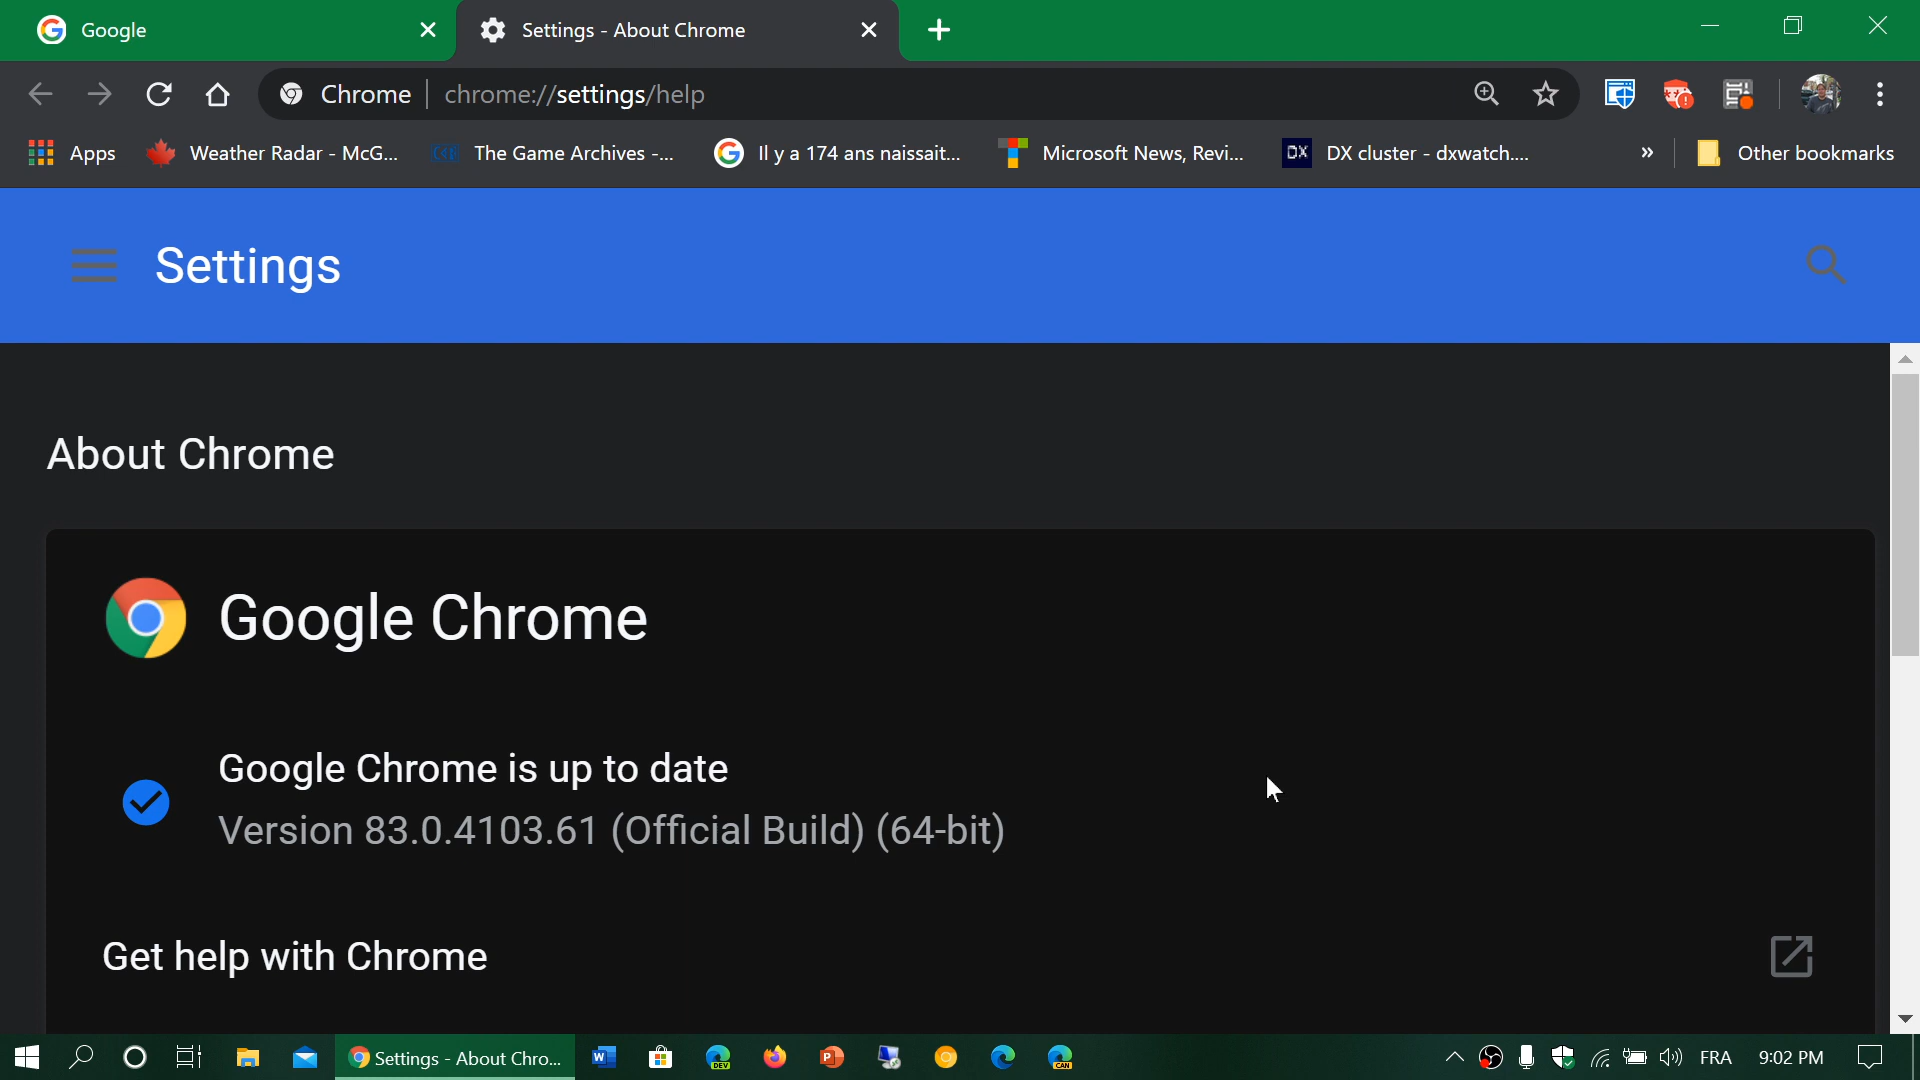 Google
Settings - About Chrome
Chrome
chrome://settings/help
Apps
Weather Radar - McG...
The Game Archives -...
Il y a 174 ans naissait...
Microsoft News, Revi...
DX
DX cluster - dxwatch....
»
Other bookmarks
Settings
About Chrome
Google Chrome
Google Chrome is up to date
Version 83.0.4103.61 (Official Build) (64-bit)
Get help with Chrome
Settings - About Chro...
W
DEV
P
CAN
FRA
9:02 PM